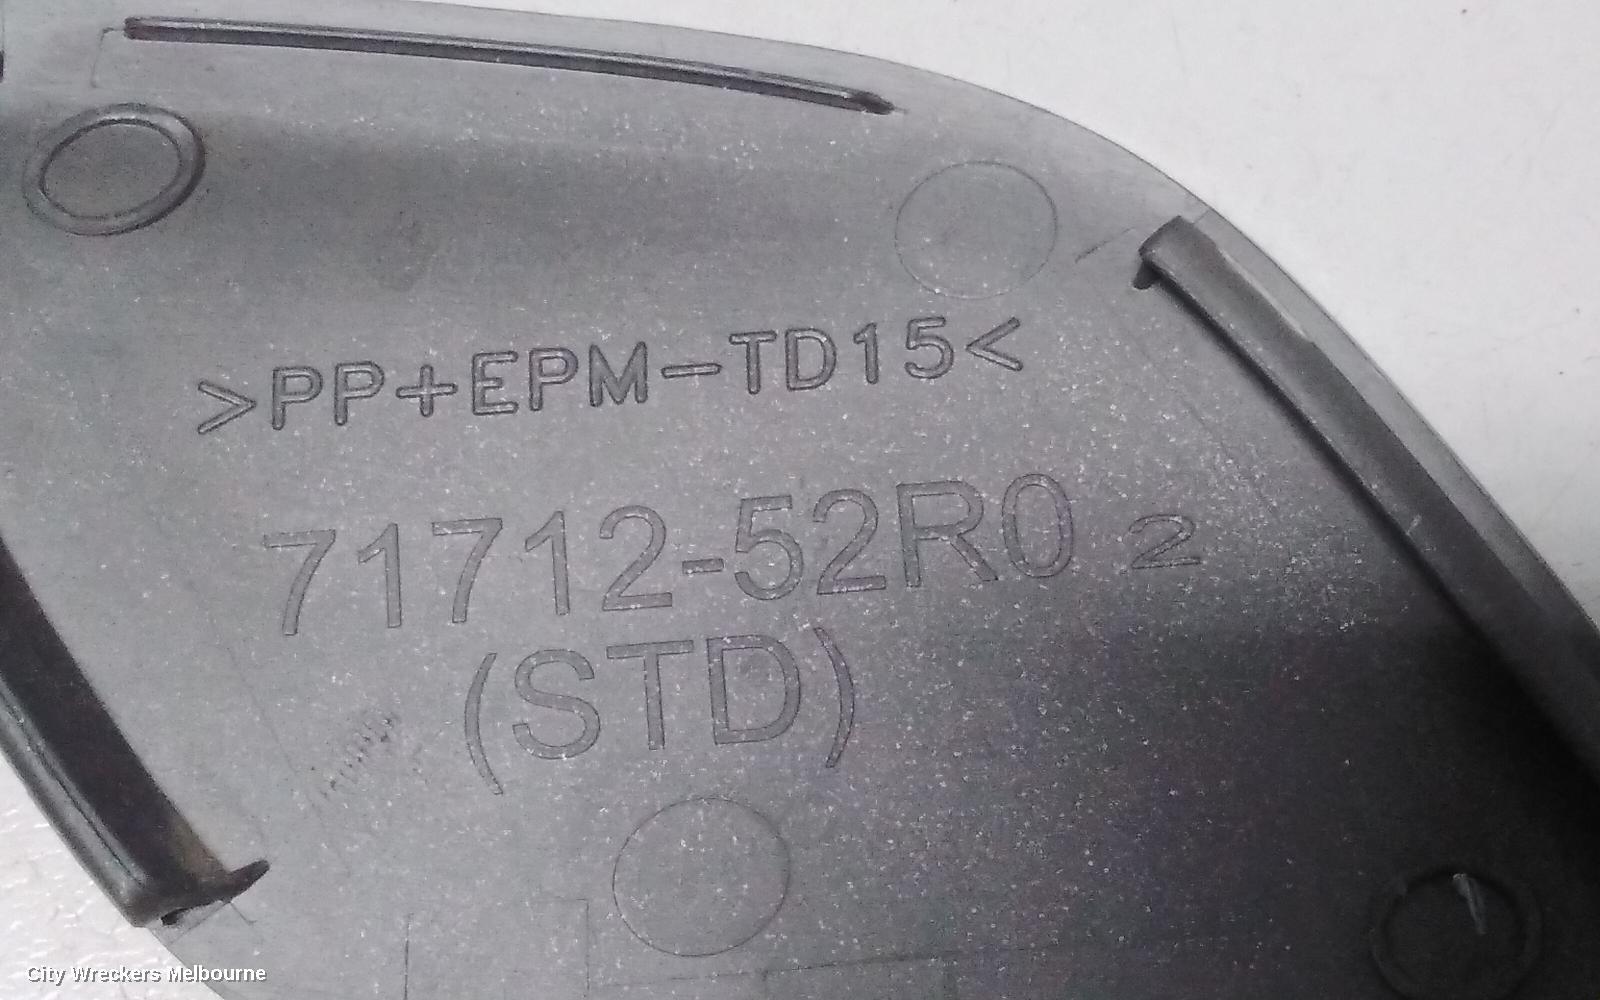 >PP+EPM-TD15<
71712-52R0 2
(STD)
City Wreckers Melbourne